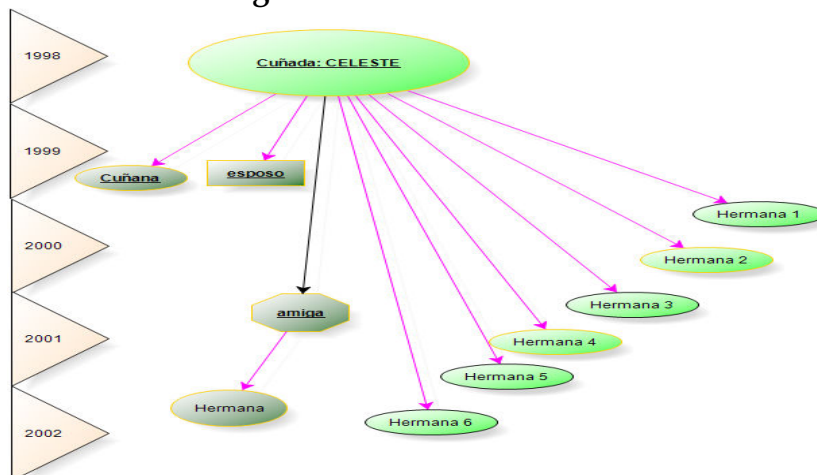 1998
Cuñada: CELESTE
1999
Cuñana
esposo
Hermana 1
2000
Hermana 2
Hermana 3
amiga
2001
Hermana 4
Hermana 5
Hermana
Hermana 6
2002